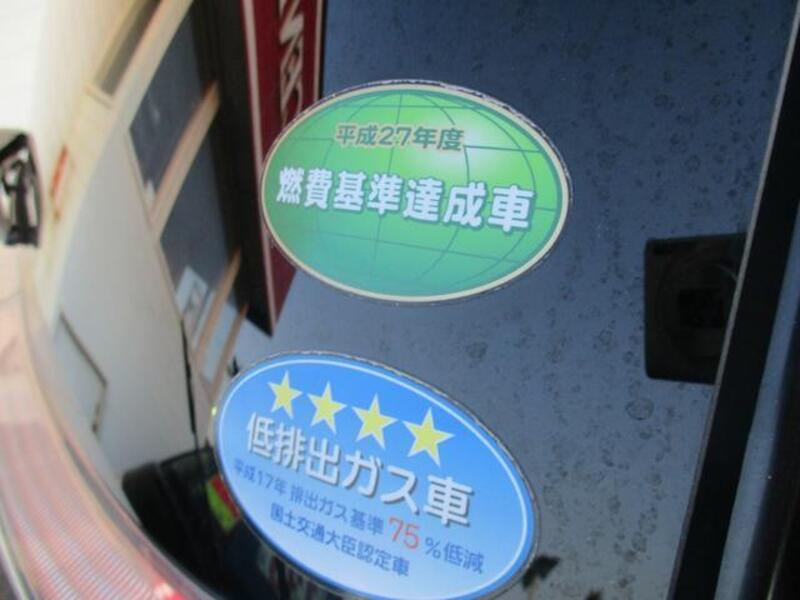 平成27年度
燃費基準達成車
低排出ガス車
平成17年 排出ガス基準 75 %低減
国土交通大臣認定車